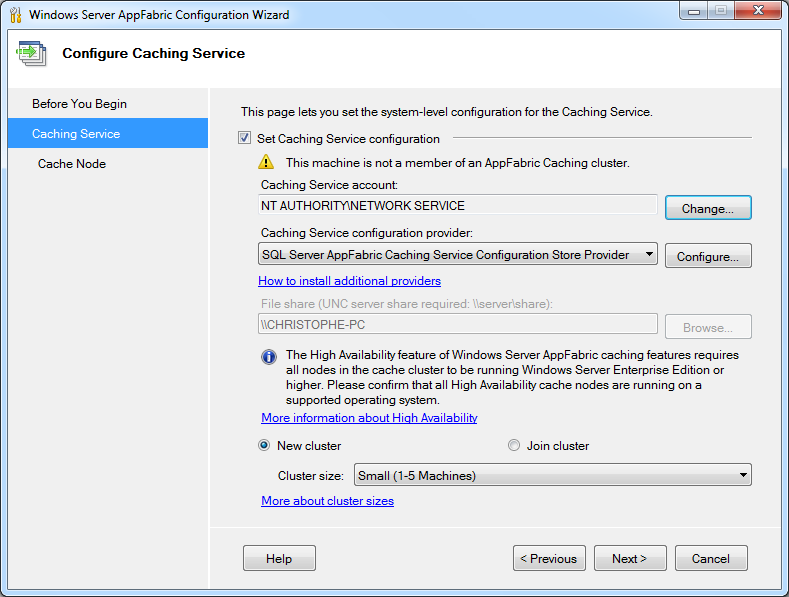 Windows Server AppFabric Configuration Wizard
Configure Caching Service
Before You Begin
Caching Service
Cache Node
This page lets you set the system-level configuration for the Caching Service.
Set Caching Service configuration
This machine is not a member of an AppFabric Caching cluster.
Caching Service account:
NT AUTHORITY\NETWORK SERVICE
Change...
Caching Service configuration provider:
SQL Server AppFabric Caching Service Configuration Store Provider
Configure...
How to install additional providers
File share (UNC server share required: \\server\share):
\\CHRISTOPHE-PC
Browse...
The High Availability feature of Windows Server AppFabric caching features requires
all nodes in the cache cluster to be running Windows Server Enterprise Edition or
higher. Please confirm that all High Availability cache nodes are running on a
supported operating system.
More information about High Availability
New cluster
Join cluster
Cluster size:
Small (1-5 Machines)
More about cluster sizes
Help
< Previous
Next >
Cancel